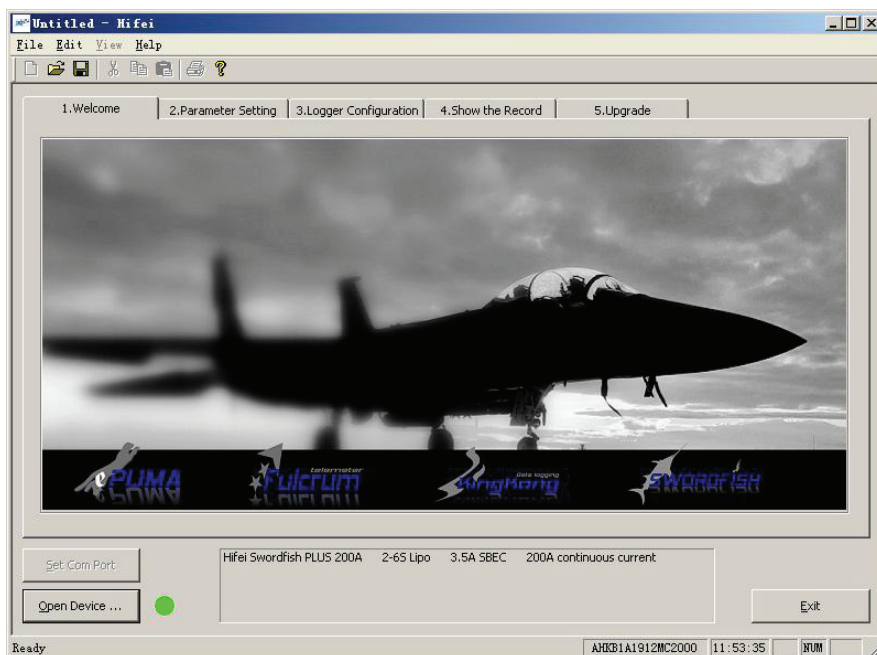 Untitled - Hifei
File Edit View Help
1.Welcome 2.Parameter Setting 3.Logger Configuration 4.Show the Record 5.Upgrade
ePUMA telemeter Fulcrum Data logging KingKong SWORDFISH
Set Com Port Hifei Swordfish PLUS 200A 2-6S Lipo 3.5A SBEC 200A continuous current
Open Device ... Exit
Ready AHKB1A1912MC2000 11:53:35 NUM